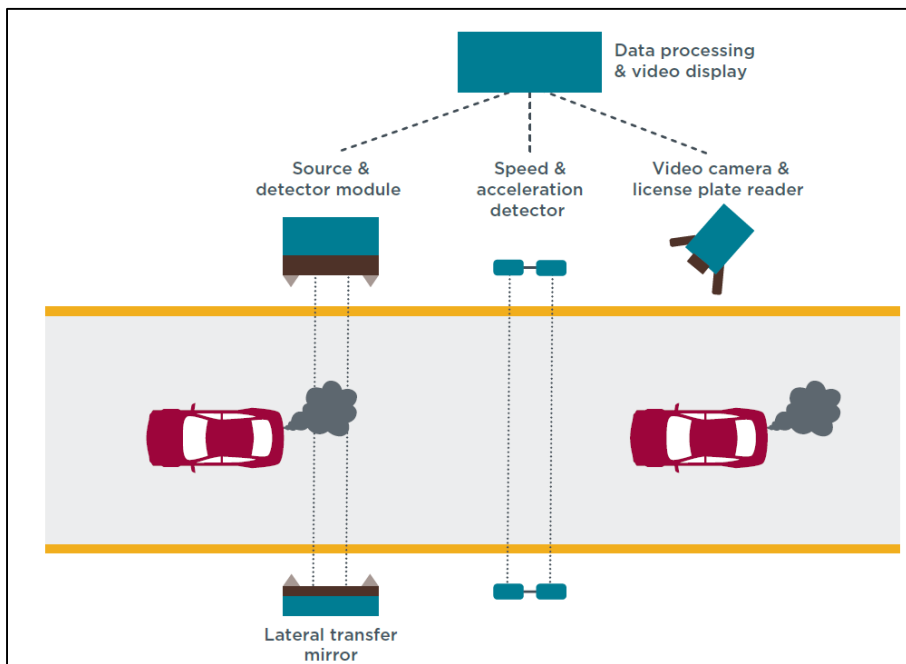 Data processing
& video display
Source &
detector module
Speed &
acceleration
detector
Video camera &
license plate reader
Lateral transfer
mirror